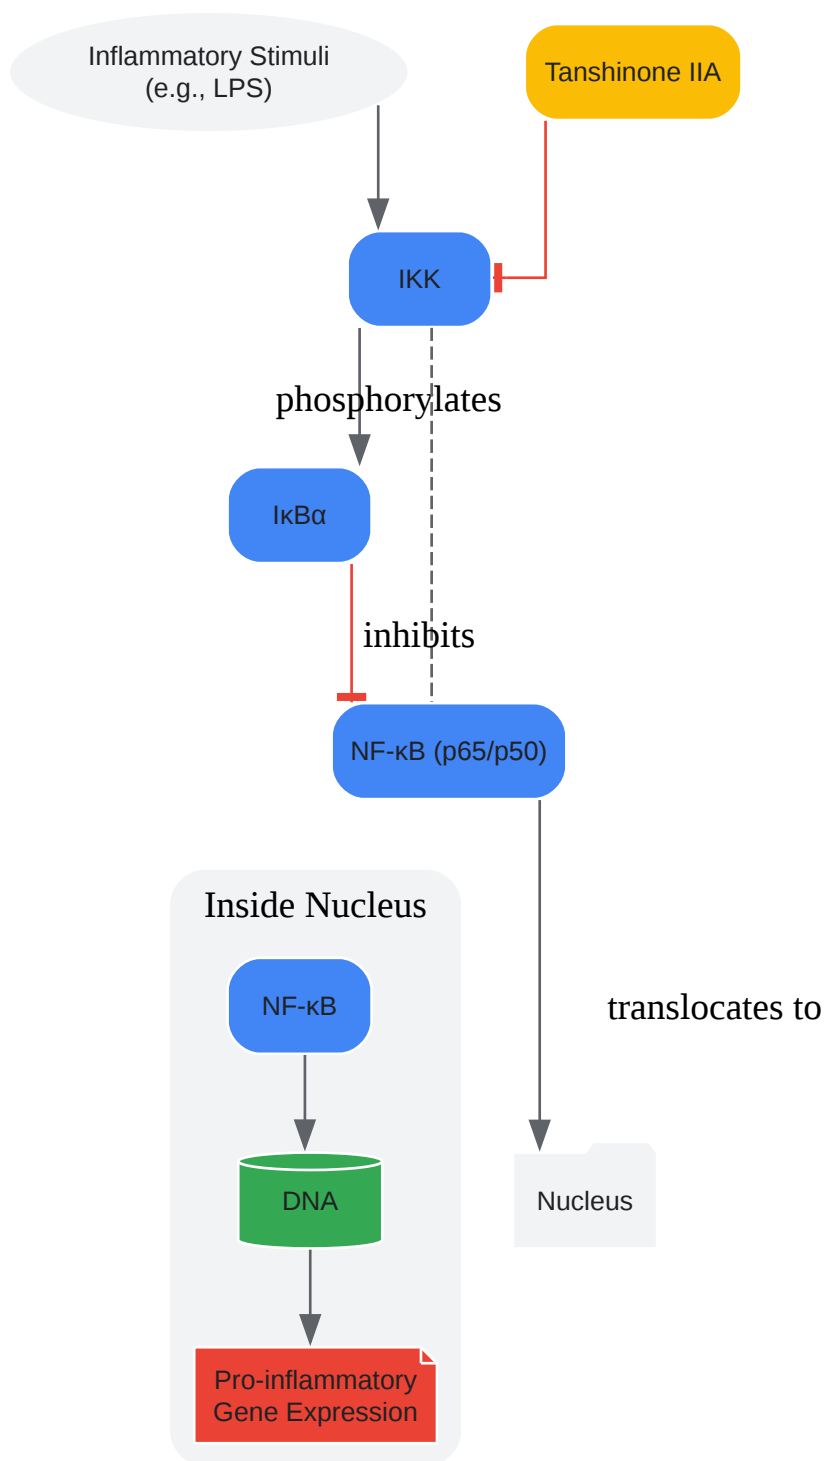 Inflammatory Stimuli
(e.g., LPS)
Tanshinone IIA
IKK
phosphorylates
IκBα
inhibits
NF-κB (p65/p50)
Inside Nucleus
NF-κB
translocates to
DNA
Nucleus
Pro-inflammatory
Gene Expression